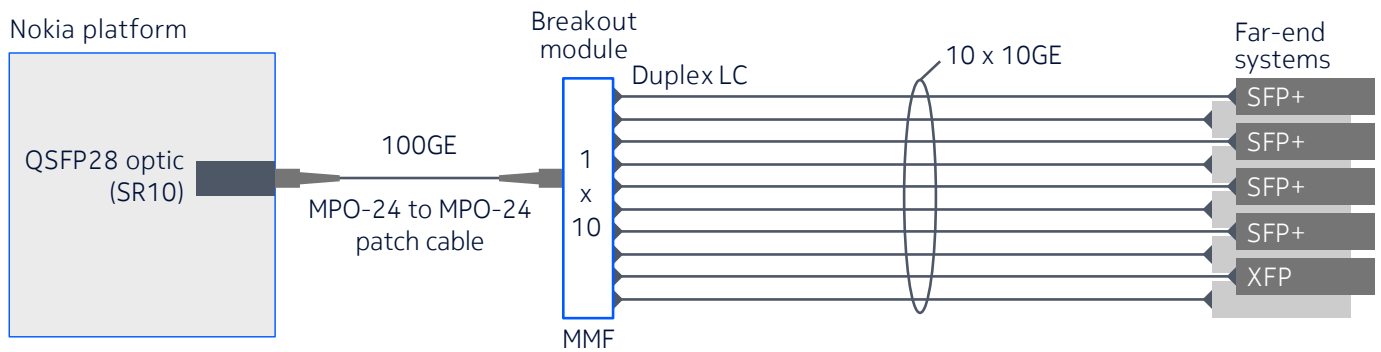 Nokia platform
QSFP28 optic
(SR10)
100GE
MPO-24 to MPO-24
patch cable
Breakout
module
1
x
10
MMF
Duplex LC
10 x 10GE
Far-end
systems
SFP+
SFP+
SFP+
SFP+
XFP